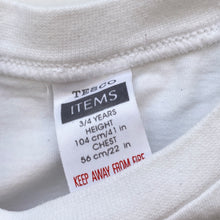 TESCO
ITEMS
3/4 YEARS
HEIGHT
104 cm/41 in
CHEST
56 cm/22 in
KEEP AWAY FROM FIRE